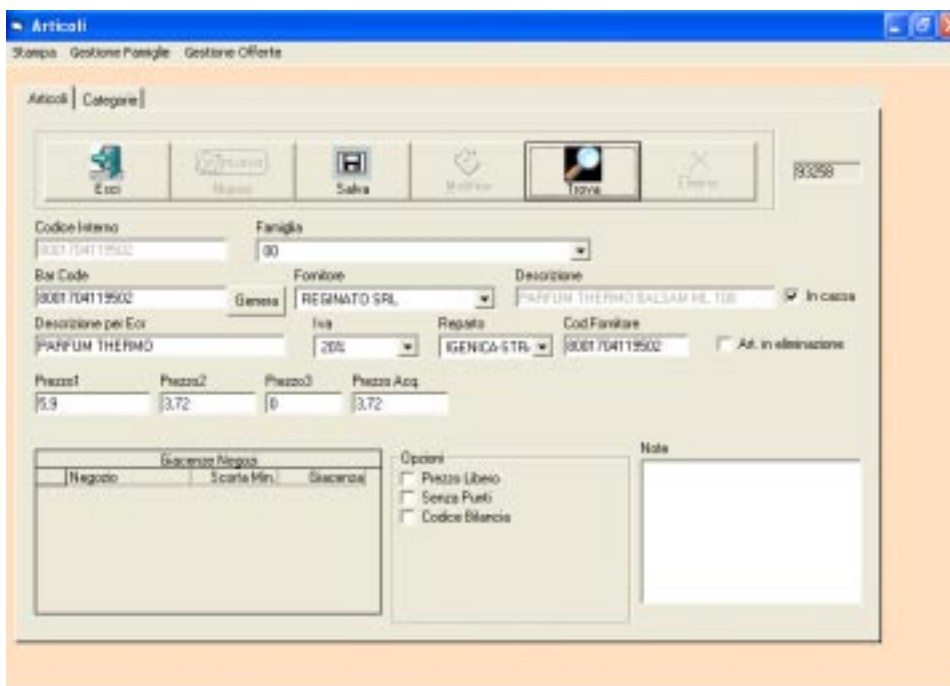 Articoli
Stampa Gestione Famiglie Gestione Offerte
Articoli Categorie
Esci Nuovo Salva Modifica Trova Elimina
93258
Codice Interno Famiglia
8001704119502 00
Bar Code Fornitore Descrizione
8001704119502 Genera REGINATO SRL PARFUM THERMO BALSAM ML 100 In cassa
Descrizione per Ecr Iva Reparto Cod.Fornitore
PARFUM THERMO 20% IGENICA-STR 8001704119502 Art. in eliminazione
Prezzo1 Prezzo2 Prezzo3 Prezzo Acq.
5,9 3,72 0 3,72
Giacenze Negozi Opzioni Note
Negozio Scorta Min. Giacenza Prezzo Libero
Senza Punti
Codice Bilancia